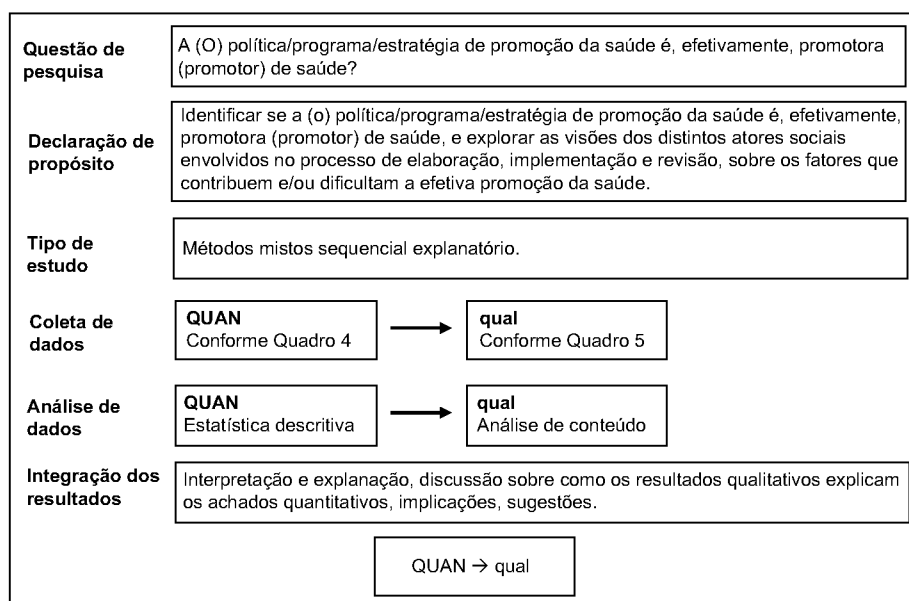 Questão de
pesquisa
A (O) política/programa/estratégia de promoção da saúde é, efetivamente, promotora
(promotor) de saúde?
Declaração de
propósito
Identificar se a (o) política/programa/estratégia de promoção da saúde é, efetivamente,
promotora (promotor) de saúde, e explorar as visões dos distintos atores sociais
envolvidos no processo de elaboração, implementação e revisão, sobre os fatores que
contribuem e/ou dificultam a efetiva promoção da saúde.
Tipo de
estudo
Métodos mistos sequencial explanatório.
Coleta de
dados
QUAN
Conforme Quadro 4
qual
Conforme Quadro 5
Análise de
dados
QUAN
Estatística descritiva
qual
Análise de conteúdo
Integração dos
resultados
Interpretação e explanação, discussão sobre como os resultados qualitativos explicam
os achados quantitativos, implicações, sugestões.
QUAN → qual